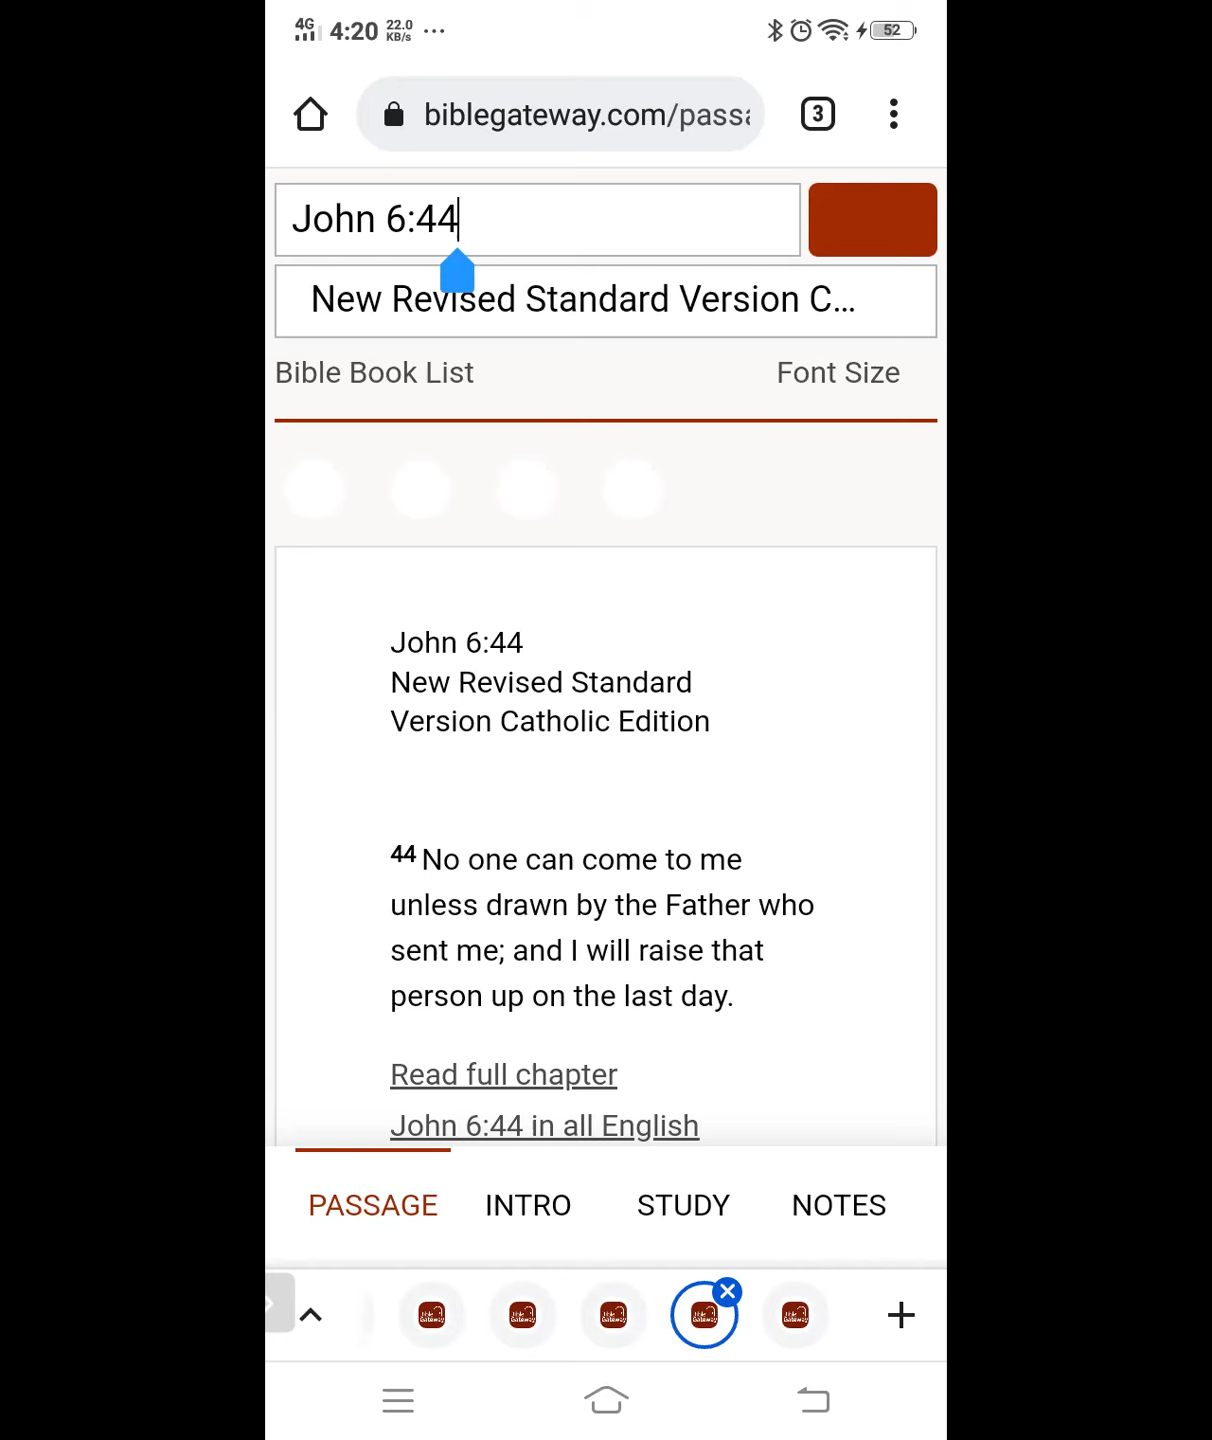 4G 4:20 22.0 KB/s ...
52
biblegateway.com/passa
3
John 6:44
New Revised Standard Version C...
Bible Book List Font Size
John 6:44
New Revised Standard
Version Catholic Edition
44 No one can come to me
unless drawn by the Father who
sent me; and I will raise that
person up on the last day.
Read full chapter
John 6:44 in all English
PASSAGE INTRO STUDY NOTES